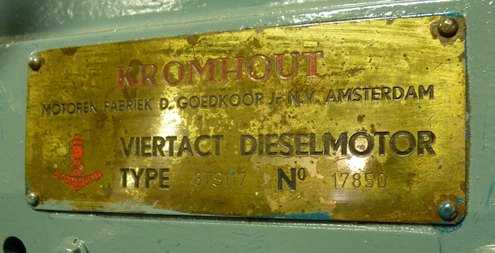 KROMHOUT
MOTOREN FABRIEK D. GOEDKOOP Jr. N.V. AMSTERDAM
VIERTACT DIESELMOTOR
TYPE 8TS117 Nº 17850